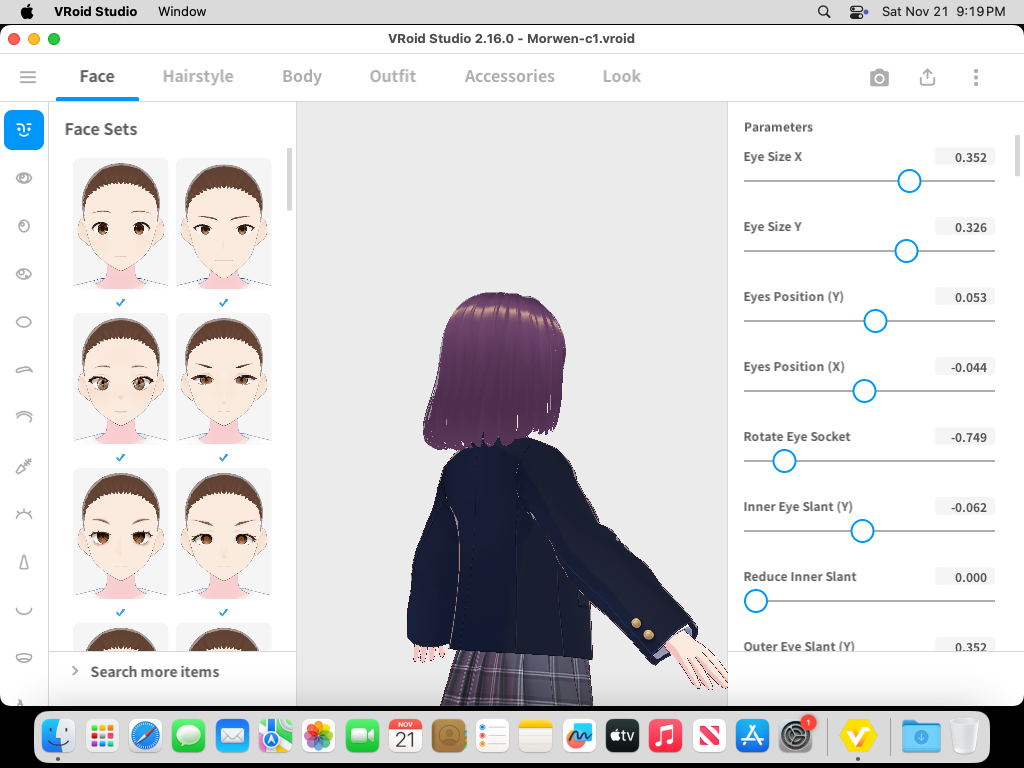 VRoid Studio Window Sat Nov 21 9:19 PM
VRoid Studio 2.16.0 - Morwen-c1.vroid
Face Hairstyle Body Outfit Accessories Look
Face Sets
Search more items
Parameters
Eye Size X 0.352
Eye Size Y 0.326
Eyes Position (Y) 0.053
Eyes Position (X) -0.044
Rotate Eye Socket -0.749
Inner Eye Slant (Y) -0.062
Reduce Inner Slant 0.000
Outer Eye Slant (Y) 0.352
NOV
21
tv
1